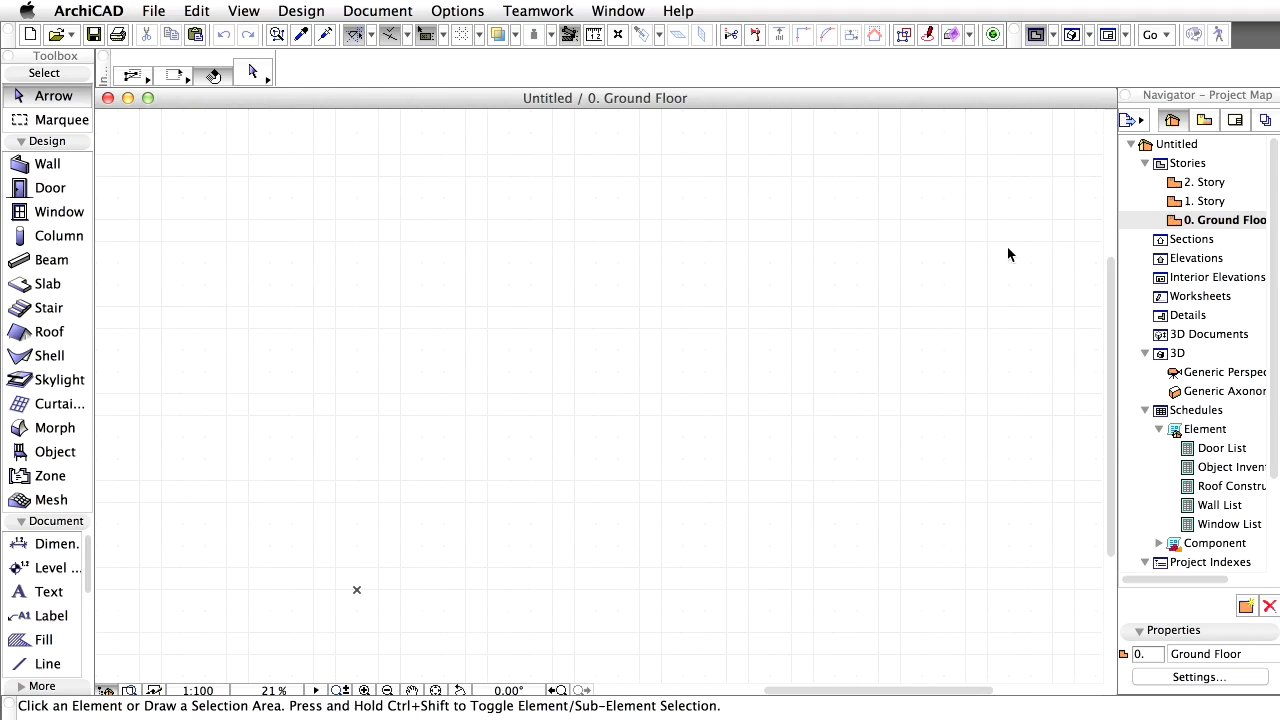 ArchiCAD File Edit View Design Document Options Teamwork Window Help
Go
Toolbox
Select
Arrow
Marquee
Design
Wall
Door
Window
Column
Beam
Slab
Stair
Roof
Shell
Skylight
Curtai...
Morph
Object
Zone
Mesh
Document
Dimen.
Level ...
Text
Label
Fill
Line
More
Untitled / 0. Ground Floor
1:100 21 % 0.00°
Navigator - Project Map
Untitled
Stories
2. Story
1. Story
0. Ground Floo
Sections
Elevations
Interior Elevations
Worksheets
Details
3D Documents
3D
Generic Perspec
Generic Axonor
Schedules
Element
Door List
Object Inven
Roof Constru
Wall List
Window List
Component
Project Indexes
Properties
0. Ground Floor
Settings...
Click an Element or Draw a Selection Area. Press and Hold Ctrl+Shift to Toggle Element/Sub-Element Selection.